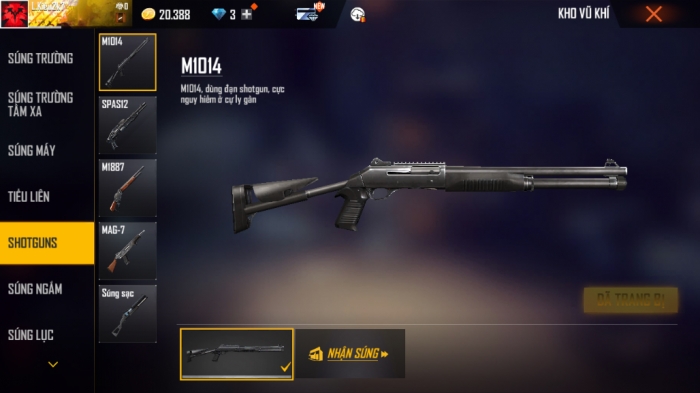 0
20.388
3
NEW
KHO VŨ KHÍ
SÚNG TRƯỜNG
SÚNG TRƯỜNG
TẦM XA
SÚNG MÁY
TIỂU LIÊN
SHOTGUNS
SÚNG NGẮM
SÚNG LỤC
M1014
SPAS12
M1887
MAG-7
Súng sạc
M1014
M1014, dùng đạn shotgun, cực
nguy hiểm ở cự ly gần
ĐÃ TRANG BỊ
NHẬN SÚNG